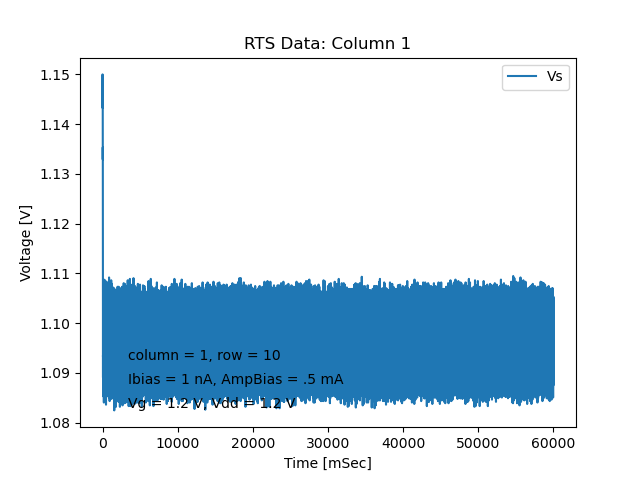 RTS Data: Column 1
Vs
1.15
1.14
1.13
1.12
1.11
1.10
1.09
1.08
Voltage [V]
column = 1, row = 10
Ibias = 1 nA, AmpBias = .5 mA
Vg = 1.2 V, Vdd = 1.2 V
0 10000 20000 30000 40000 50000 60000
Time [mSec]